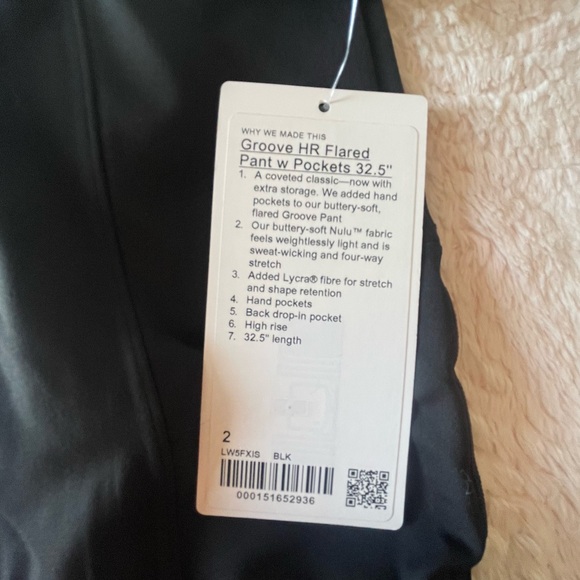 WHY WE MADE THIS
Groove HR Flared
Pant w Pockets 32.5"
1. A coveted classic—now with
extra storage. We added hand
pockets to our buttery-soft,
flared Groove Pant
2. Our buttery-soft Nulu™ fabric
feels weightlessly light and is
sweat-wicking and four-way
stretch
3. Added Lycra® fibre for stretch
and shape retention
4. Hand pockets
5. Back drop-in pocket
6. High rise
7. 32.5" length
2
LW5FXIS BLK
000151652936